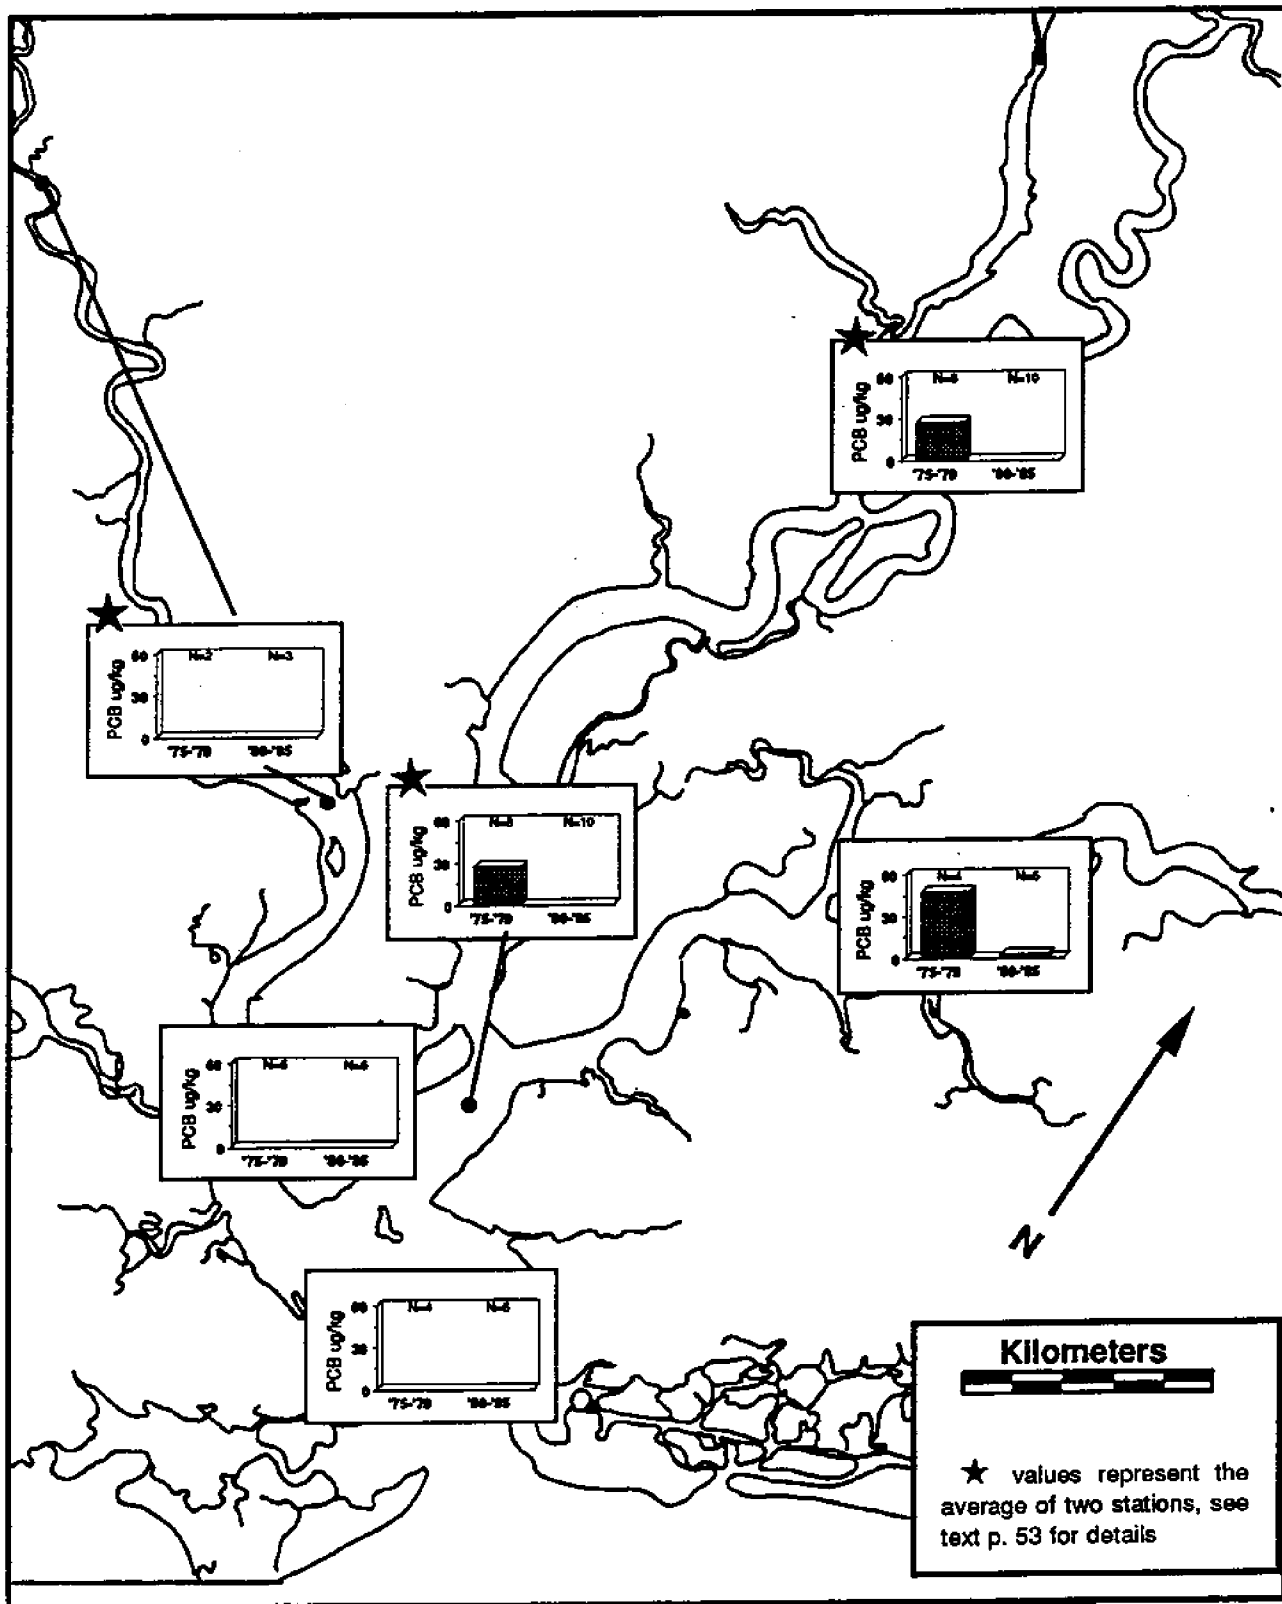 60 N=8 N=10
PCB ug/kg
30
0
'75-'79 '80-'85
60 N=2 N=3
PCB ug/kg
30
0
'75-'79 '80-'85
60 N=8 N=10
PCB ug/kg
30
0
'75-'79 '80-'85
60 N=4 N=5
PCB ug/kg
30
0
'75-'79 '80-'85
60
PCB ug/kg
30
0
'75-'79 '80-'85
N
60 N=4
PCB ug/kg
30
0
'75-'79 '80-'85
Kilometers
★ values represent the
average of two stations, see
text p. 53 for details